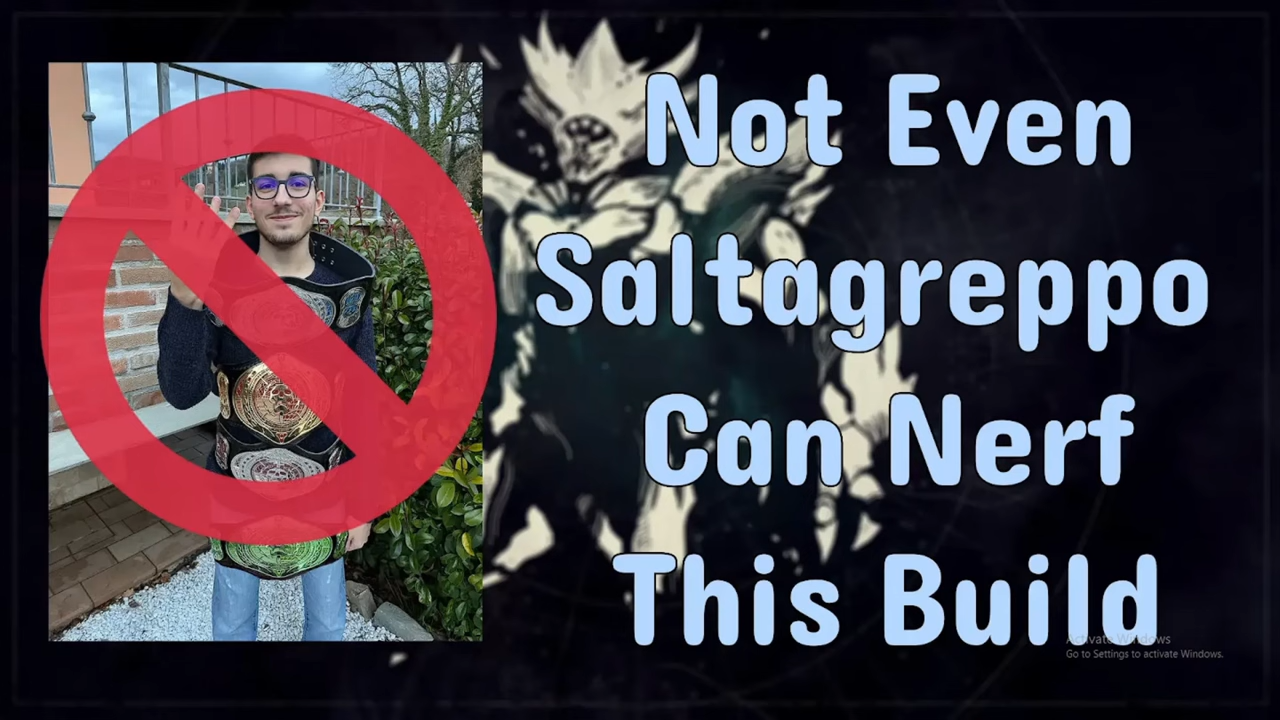 Not Even
Saltagreppo
Can Nerf
This Build
Activate Windows
Go to Settings to activate Windows.